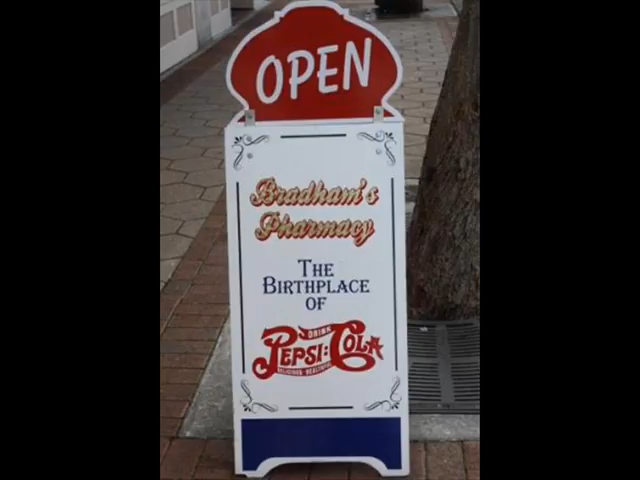 OPEN
Bradham's
Pharmacy
THE
BIRTHPLACE
OF
DRINK
PEPSI:COLA
DELICIOUS HEALTHFUL